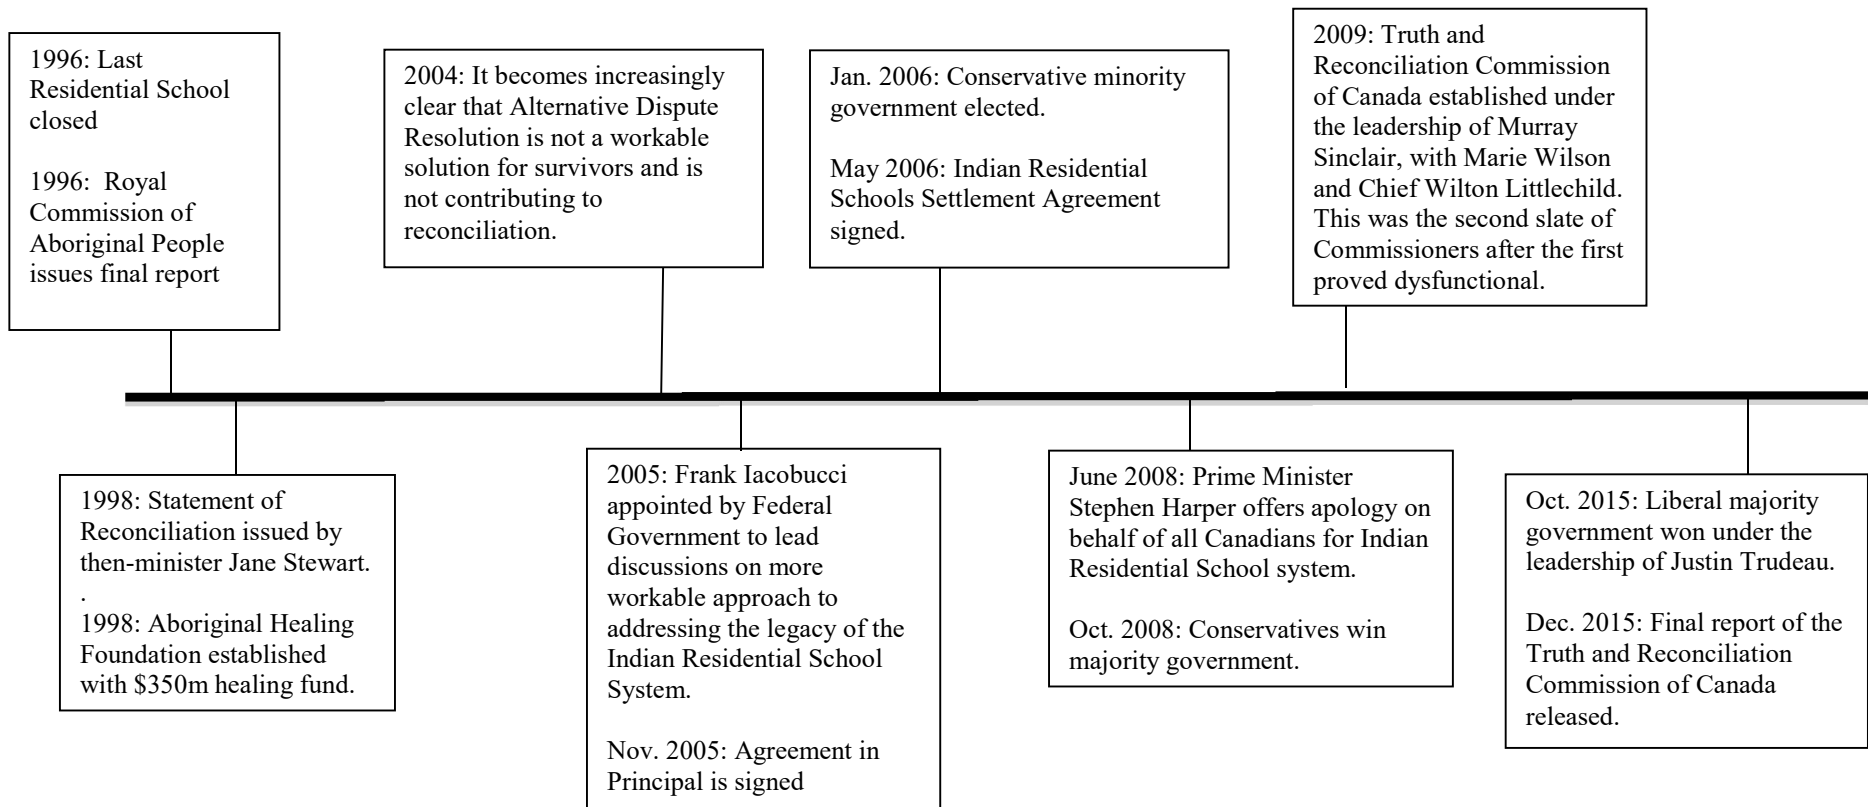 1996: Last
Residential School
closed
1996:  Royal
Commission of
Aboriginal People
issues final report
2004: It becomes increasingly
clear that Alternative Dispute
Resolution is not a workable
solution for survivors and is
not contributing to
reconciliation.
Jan. 2006: Conservative minority
government elected.
May 2006: Indian Residential
Schools Settlement Agreement
signed.
2009: Truth and
Reconciliation Commission
of Canada established under
the leadership of Murray
Sinclair, with Marie Wilson
and Chief Wilton Littlechild.
This was the second slate of
Commissioners after the first
proved dysfunctional.
1998: Statement of
Reconciliation issued by
then-minister Jane Stewart.
.
1998: Aboriginal Healing
Foundation established
with $350m healing fund.
2005: Frank Iacobucci
appointed by Federal
Government to lead
discussions on more
workable approach to
addressing the legacy of the
Indian Residential School
System.
Nov. 2005: Agreement in
Principal is signed
June 2008: Prime Minister
Stephen Harper offers apology on
behalf of all Canadians for Indian
Residential School system.
Oct. 2008: Conservatives win
majority government.
Oct. 2015: Liberal majority
government won under the
leadership of Justin Trudeau.
Dec. 2015: Final report of the
Truth and Reconciliation
Commission of Canada
released.